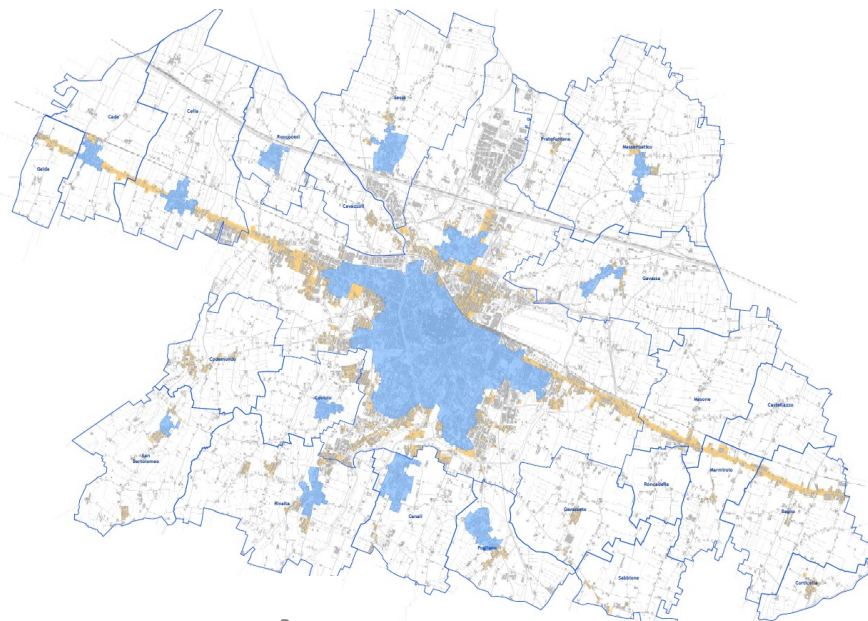 Sesso
Cade'
Cella
Roncocesi
Pratofontana
Massenzatico
Gaida
Cavazzoli
Gavassa
Codemondo
Masone
Castellazzo
Coviolo
San
Bartolomeo
Roncadella
Marmirolo
Rivalta
Canali
Gavasseto
Bagno
Fogliano
Sabbione
Corticella